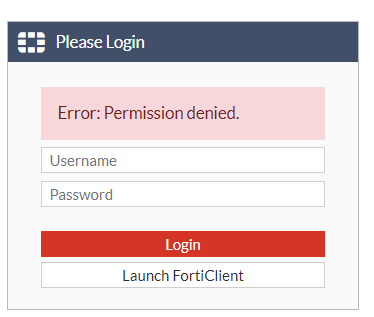 Please Login
Error: Permission denied.
Username
Password
Login
Launch FortiClient